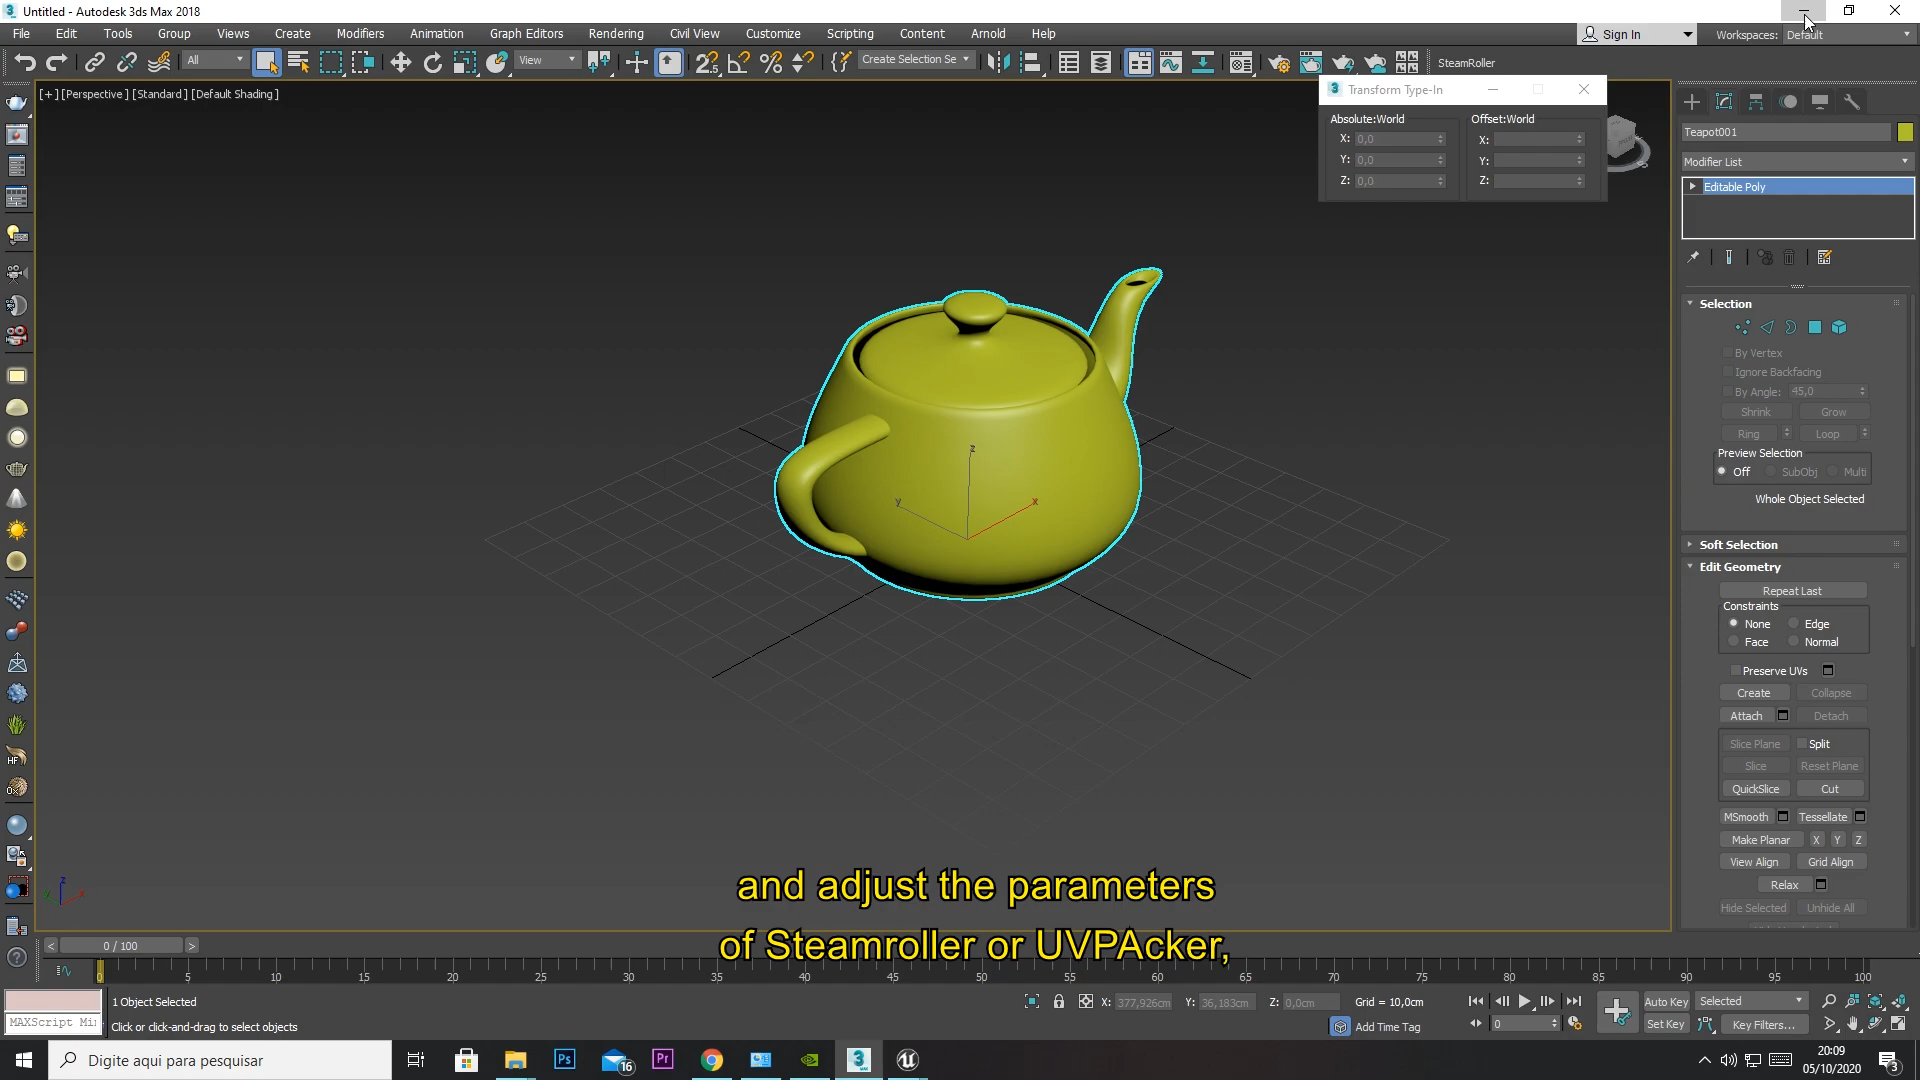 Untitled - Autodesk 3ds Max 2018
File Edit Tools Group Views Create Modifiers Animation Graph Editors Rendering Civil View Customize Scripting Content Arnold Help
Sign In
Workspaces: Default
All
View
Create Selection Se
SteamRoller
[+] [Perspective] [Standard] [Default Shading]
Transform Type-In
Absolute:World
Offset:World
X: 0,0 X:
Y: 0,0 Y:
Z: 0,0 Z:
Teapot001
Modifier List
Editable Poly
Selection
By Vertex
Ignore Backfacing
By Angle: 45,0
Shrink Grow
Ring Loop
Preview Selection
Off SubObj Multi
Whole Object Selected
Soft Selection
Edit Geometry
Repeat Last
Constraints
None Edge
Face Normal
Preserve UVs
Create Collapse
Attach Detach
Slice Plane Split
Slice Reset Plane
QuickSlice Cut
MSmooth Tessellate
Make Planar X Y Z
View Align Grid Align
Relax
Hide Selected Unhide All
z
y
x
and adjust the parameters
of Steamroller or UVPAcker,
< 0 / 100 >
0 5 10 15 20 25 30 35 40 45 50 55 60 65 70 75 80 85 90 95 100
1 Object Selected
X: 377,926cm Y: 36,183cm Z: 0,0cm Grid = 10,0cm
Auto Key Selected
MAXScript Mi
Click or click-and-drag to select objects
Add Time Tag
0
Set Key Key Filters...
Digite aqui para pesquisar
Ps
16
Pr
3
20:09
05/10/2020
3